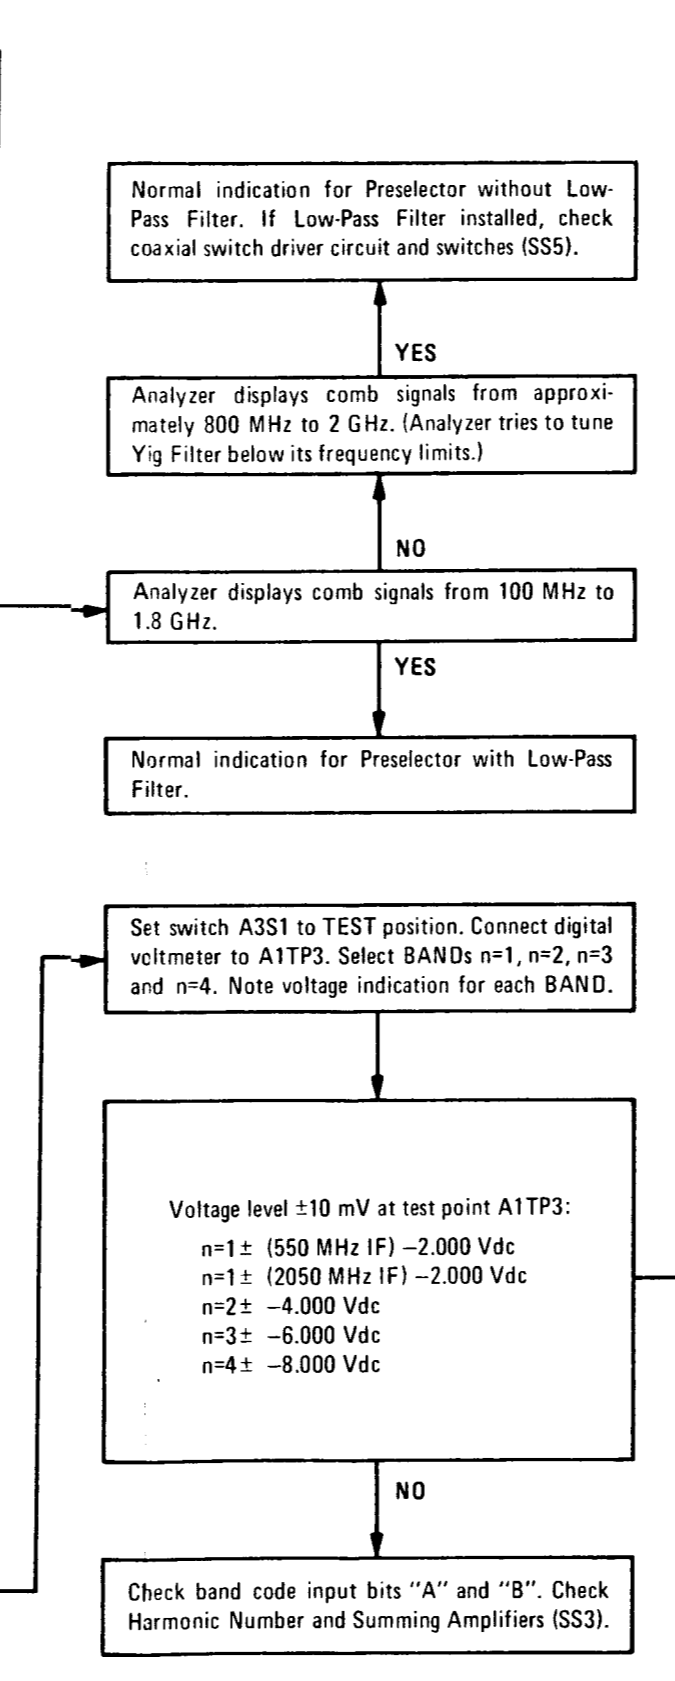 Normal indication for Preselector without Low-
Pass Filter. If Low-Pass Filter installed, check
coaxial switch driver circuit and switches (SS5).
YES
Analyzer displays comb signals from approxi-
mately 800 MHz to 2 GHz. (Analyzer tries to tune
Yig Filter below its frequency limits.)
NO
Analyzer displays comb signals from 100 MHz to
1.8 GHz.
YES
Normal indication for Preselector with Low-Pass
Filter.
Set switch A3S1 to TEST position. Connect digital
voltmeter to A1TP3. Select BANDs n=1, n=2, n=3
and n=4. Note voltage indication for each BAND.
Voltage level ±10 mV at test point A1TP3:
n=1± (550 MHz IF) −2.000 Vdc
n=1± (2050 MHz IF) −2.000 Vdc
n=2± −4.000 Vdc
n=3± −6.000 Vdc
n=4± −8.000 Vdc
NO
Check band code input bits "A" and "B". Check
Harmonic Number and Summing Amplifiers (SS3).